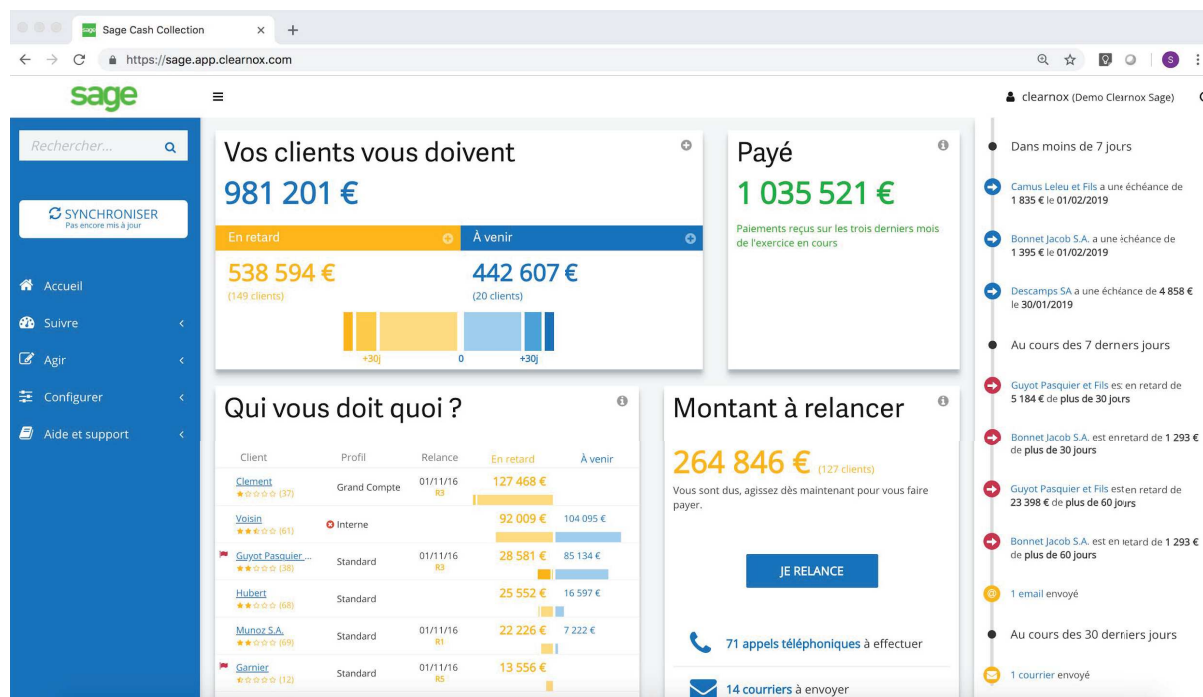 Sage Cash Collection
https://sage.app.clearnox.com
S
sage
clearnox (Demo Clearnox Sage)
Rechercher...
SYNCHRONISER
Pas encore mis à jour
Accueil
Suivre
Agir
Configurer
Aide et support
Vos clients vous doivent
981 201 €
En retard
À venir
538 594 €
442 607 €
(149 clients)
(20 clients)
+30j
0
+30j
Payé
1 035 521 €
Paiements reçus sur les trois derniers mois
de l'exercice en cours
Qui vous doit quoi ?
Client Profil Relance En retard À venir
Clement Grand Compte 01/11/16 127 468 €
(37) R3
Voisin Interne 92 009 € 104 095 €
(61)
Guyot Pasquier ... Standard 01/11/16 28 581 € 85 134 €
(38) R3
Hubert Standard 25 552 € 16 597 €
(68)
Munoz S.A. Standard 01/11/16 22 226 € 7 222 €
(69) R1
Garnier Standard 01/11/16 13 556 €
(12) R5
Montant à relancer
264 846 € (127 clients)
Vous sont dus, agissez dès maintenant pour vous faire
payer.
JE RELANCE
71 appels téléphoniques à effectuer
14 courriers à envoyer
Dans moins de 7 jours
Camus Leleu et Fils a une échéance de
1 835 € le 01/02/2019
Bonnet Jacob S.A. a une échéance de
1 395 € le 01/02/2019
Descamps SA a une échéance de 4 858 €
le 30/01/2019
Au cours des 7 derniers jours
Guyot Pasquier et Fils est en retard de
5 184 € de plus de 30 jours
Bonnet Jacob S.A. est en retard de 1 293 €
de plus de 30 jours
Guyot Pasquier et Fils est en retard de
23 398 € de plus de 60 jours
Bonnet Jacob S.A. est en retard de 1 293 €
de plus de 60 jours
1 email envoyé
Au cours des 30 derniers jours
1 courrier envoyé